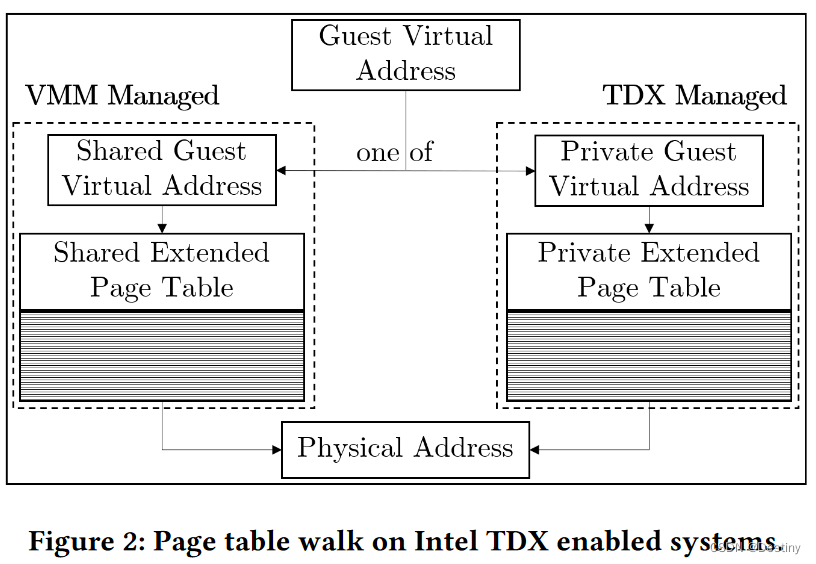 Guest Virtual
Address
VMM Managed
TDX Managed
Shared Guest
Virtual Address
one of
Private Guest
Virtual Address
Shared Extended
Page Table
Private Extended
Page Table
Physical Address
Figure 2: Page table walk on Intel TDX enabled systems.
CSDN @Destiny